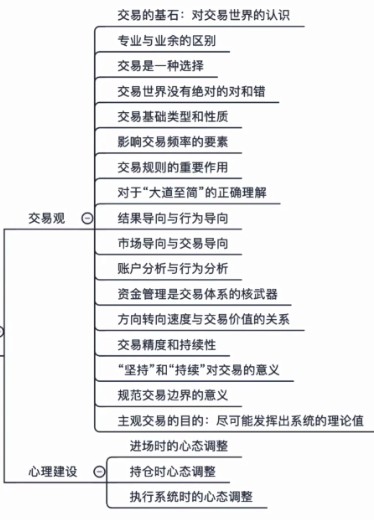 交易的基石：对交易世界的认识
专业与业余的区别
交易是一种选择
交易世界没有绝对的对和错
交易基础类型和性质
影响交易频率的要素
交易规则的重要作用
对于“大道至简”的正确理解
交易观
结果导向与行为导向
市场导向与交易导向
账户分析与行为分析
资金管理是交易体系的核武器
方向转向速度与交易价值的关系
交易精度和持续性
“坚持”和“持续”对交易的意义
规范交易边界的意义
主观交易的目的：尽可能发挥出系统的理论值
进场时的心态调整
心理建设
持仓时心态调整
执行系统时的心态调整